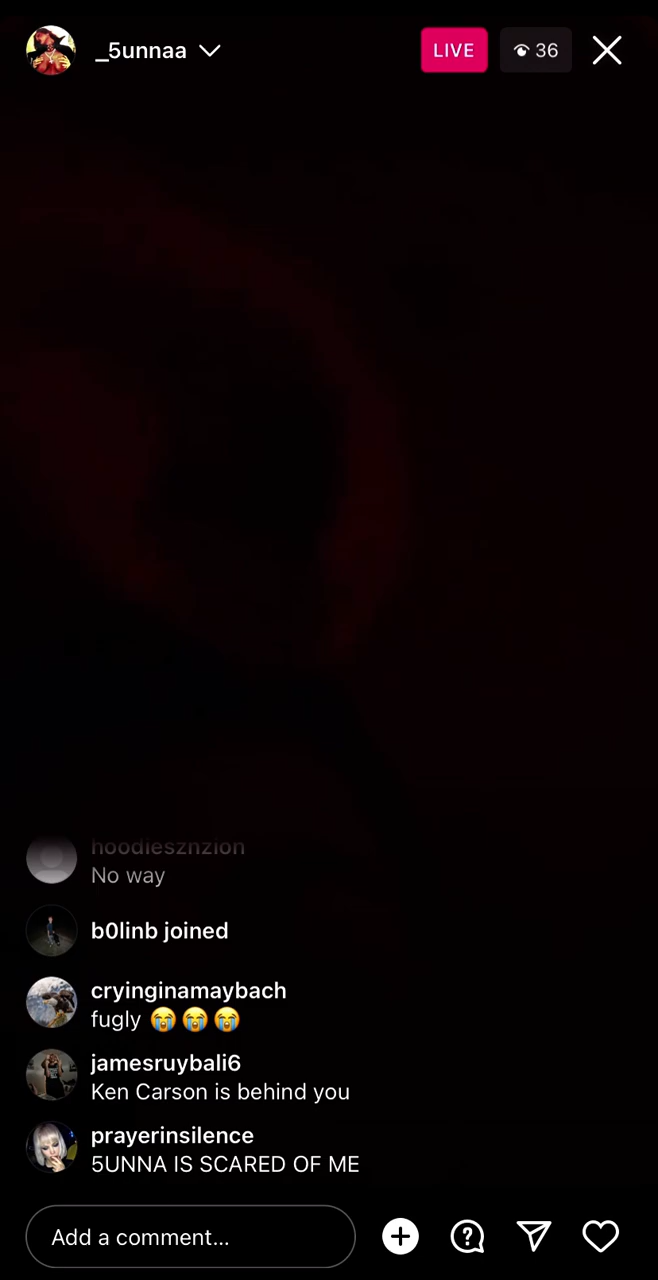 _5unnaa
LIVE
36
hoodiesznzion
No way
b0linb joined
cryinginamaybach
fugly 😭😭😭
jamesruybali6
Ken Carson is behind you
prayerinsilence
5UNNA IS SCARED OF ME
Add a comment...